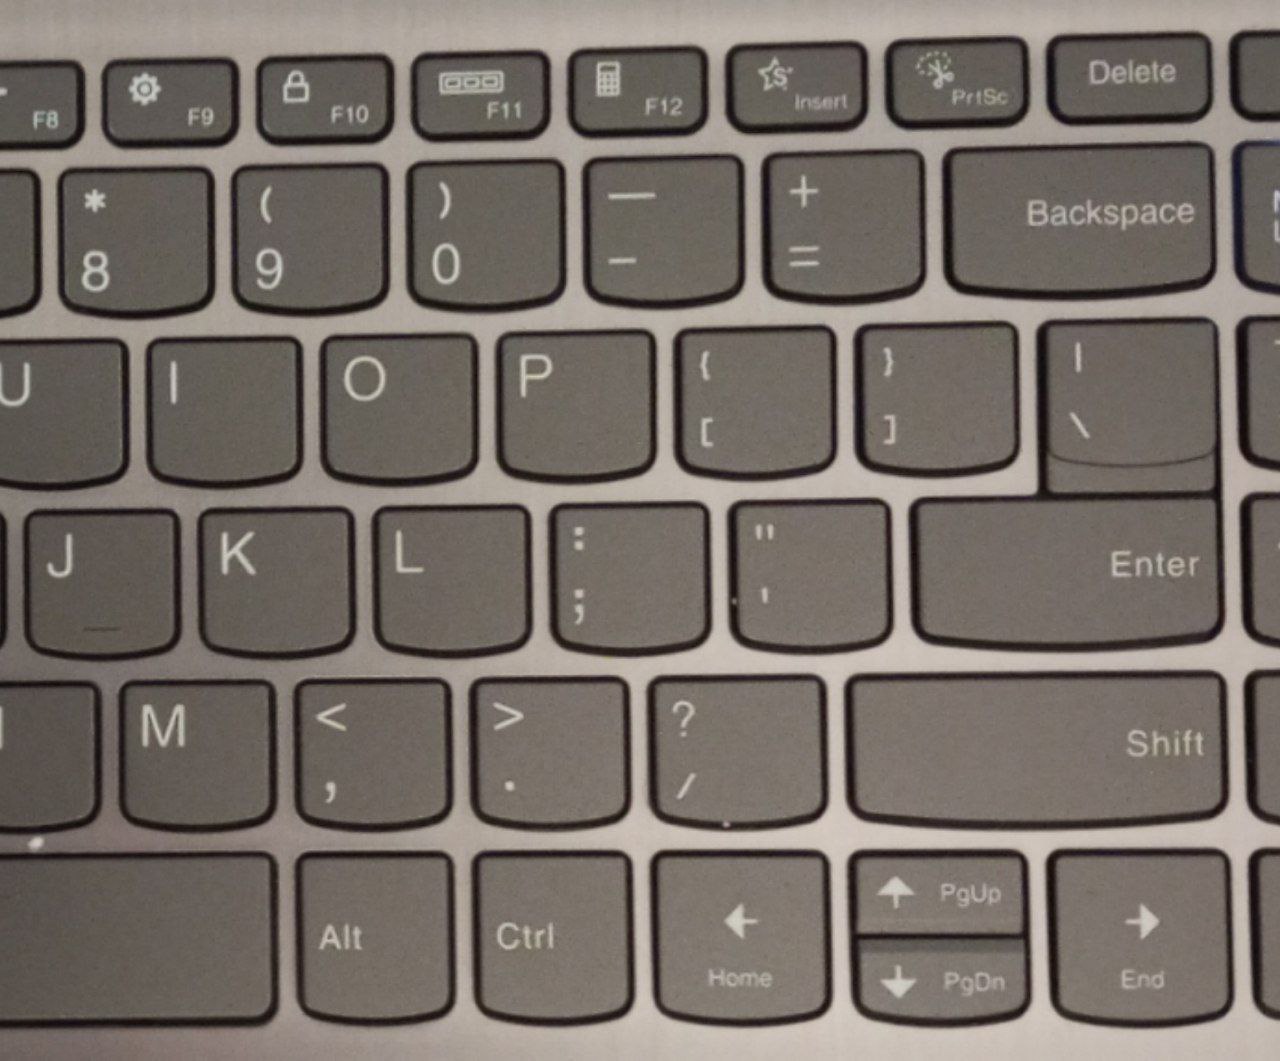 F8 F9 F10 F11 F12 Insert PrtSc Delete
* ( ) — +
8 9 0 - = Backspace
U I O P { } |
[ ] \
J K L : "
; ' Enter
M < > ?
, . / Shift
PgUp
Alt Ctrl ← ↑ ↓ →
Home PgDn End